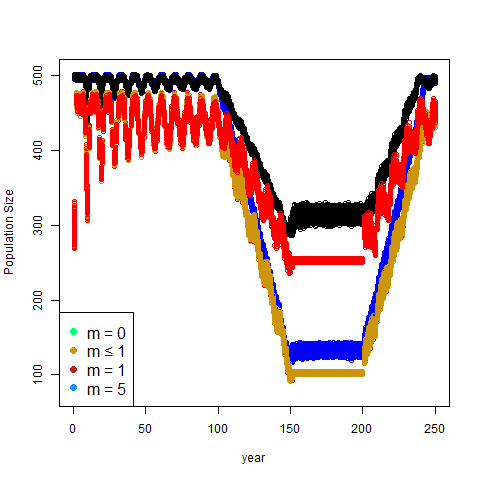 Population Size
500
400
300
200
100
m = 0
m ≤ 1
m = 1
m = 5
0 50 100 150 200 250
year